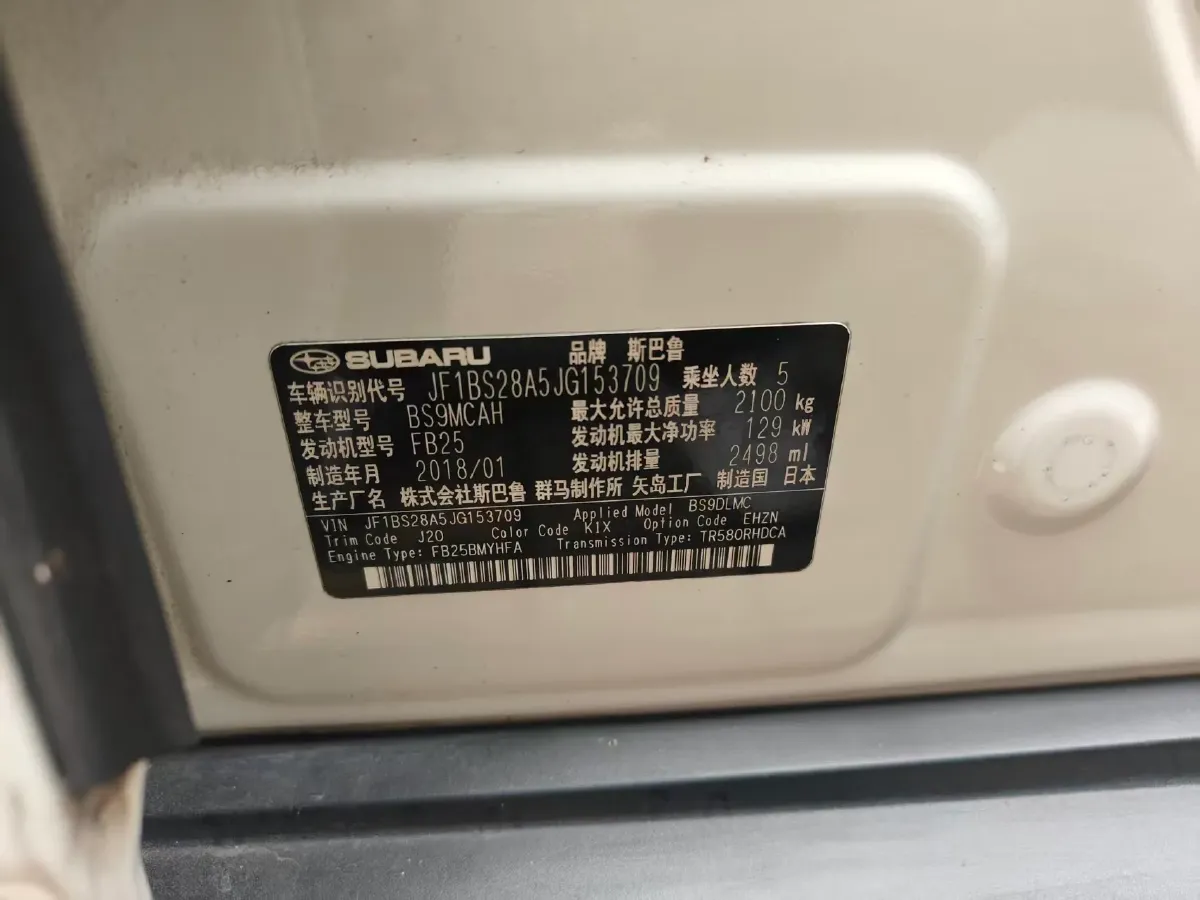 SUBARU 品牌 斯巴鲁
车辆识别代号 JF1BS28A5JG153709 乘坐人数 5
整车型号 BS9MCAH 最大允许总质量 2100 kg
发动机型号 FB25 发动机最大净功率 129 kW
制造年月 2018/01 发动机排量 2498 ml
生产厂名 株式会社斯巴鲁 群马制作所 矢岛工厂 制造国 日本
VIN JF1BS28A5JG153709 Applied Model BS9DLMC
Trim Code J20 Color Code K1X Option Code EHZN
Engine Type: FB25BMYHFA Transmission Type: TR580RHDCA